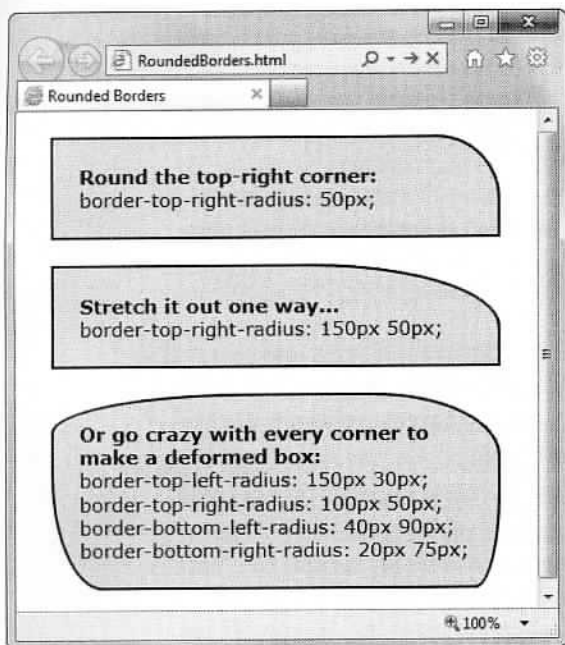 RoundedBorders.html
Rounded Borders
Round the top-right corner:
border-top-right-radius: 50px;
Stretch it out one way...
border-top-right-radius: 150px 50px;
Or go crazy with every corner to
make a deformed box:
border-top-left-radius: 150px 30px;
border-top-right-radius: 100px 50px;
border-bottom-left-radius: 40px 90px;
border-bottom-right-radius: 20px 75px;
100%